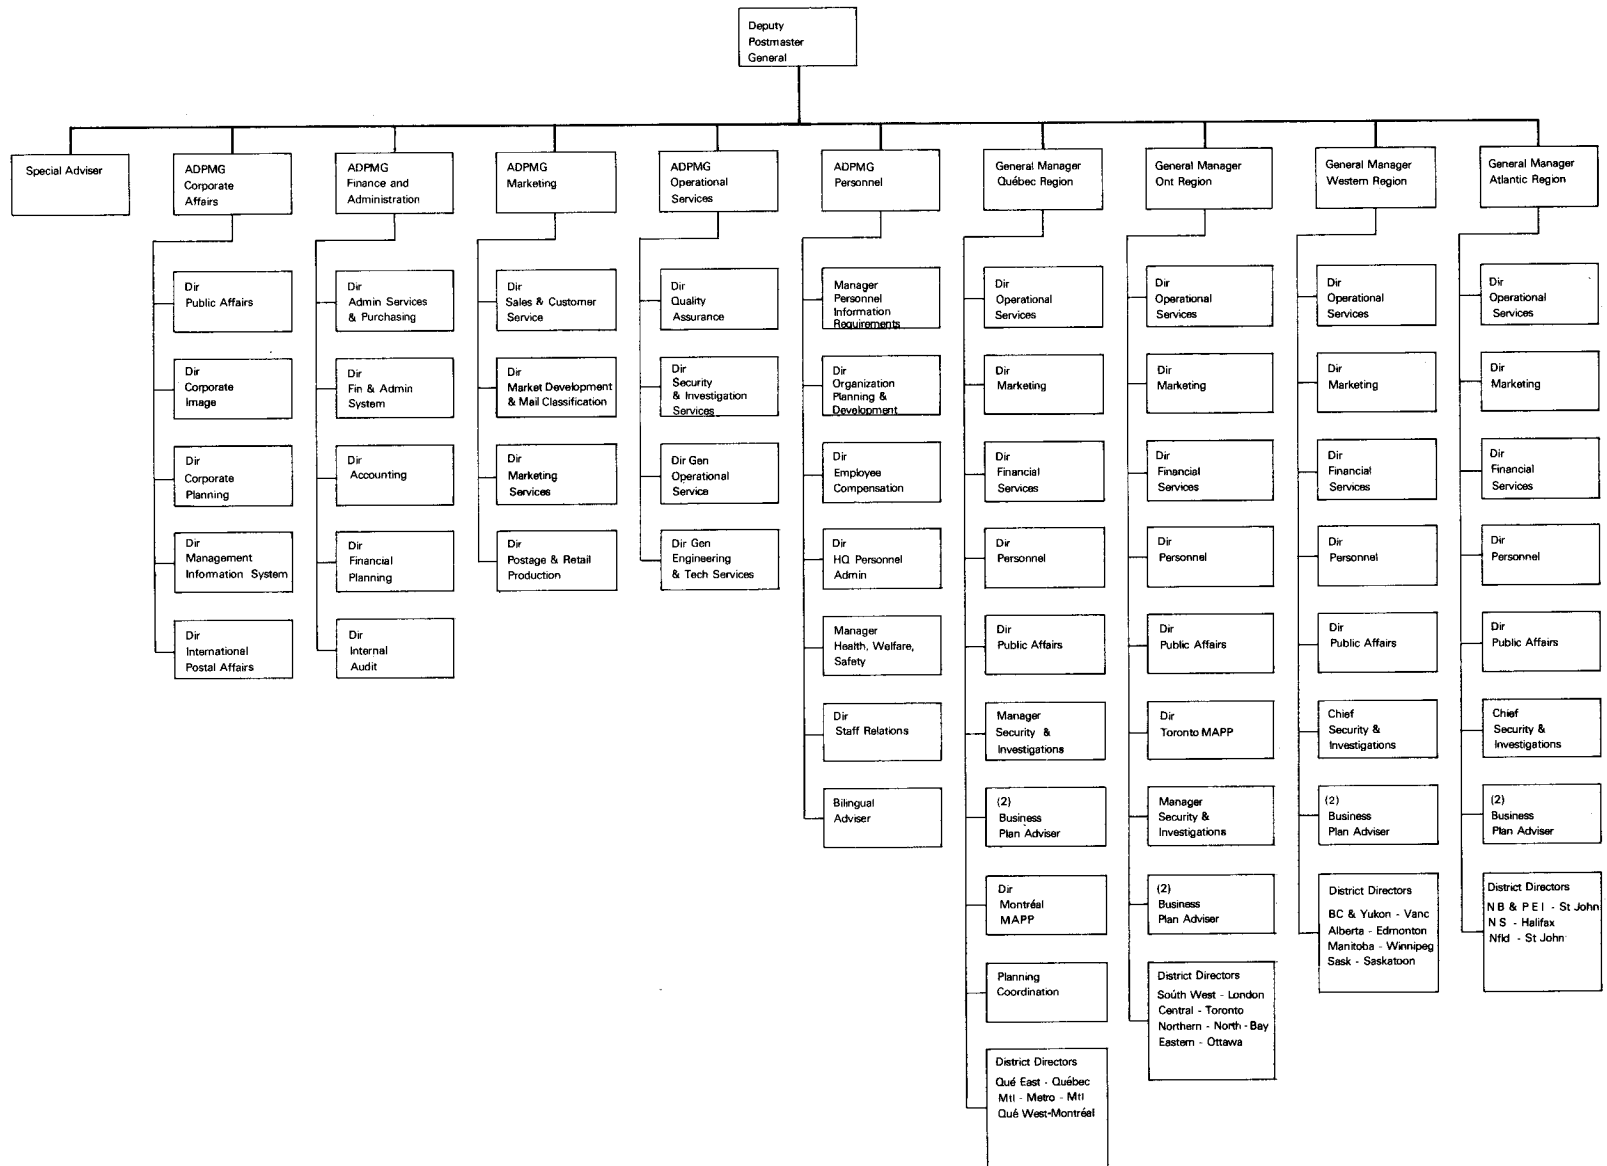 Deputy
Postmaster
General
Special Adviser
ADPMG
Corporate
Affairs
Dir
Public Affairs
Dir
Corporate
Image
Dir
Corporate
Planning
Dir
Management
Information System
Dir
International
Postal Affairs
ADPMG
Finance and
Administration
Dir
Admin Services
& Purchasing
Dir
Fin & Admin
System
Dir
Accounting
Dir
Financial
Planning
Dir
Internal
Audit
ADPMG
Marketing
Dir
Sales & Customer
Service
Dir
Market Development
& Mail Classification
Dir
Marketing
Services
Dir
Postage & Retail
Production
ADPMG
Operational
Services
Dir
Quality
Assurance
Dir
Security
& Investigation
Services
Dir Gen
Operational
Service
Dir Gen
Engineering
& Tech Services
ADPMG
Personnel
Manager
Personnel
Information
Requirements
Dir
Organization
Planning &
Development
Dir
Employee
Compensation
Dir
HQ Personnel
Admin
Manager
Health, Welfare,
Safety
Dir
Staff Relations
Bilingual
Adviser
General Manager
Québec Region
Dir
Operational
Services
Dir
Marketing
Dir
Financial
Services
Dir
Personnel
Dir
Public Affairs
Manager
Security &
Investigations
(2)
Business
Plan Adviser
Dir
Montréal
MAPP
Planning
Coordination
District Directors
Qué East - Québec
Mtl - Metro - Mtl
Qué West-Montréal
General Manager
Ont Region
Dir
Operational
Services
Dir
Marketing
Dir
Financial
Services
Dir
Personnel
Dir
Public Affairs
Dir
Toronto MAPP
Manager
Security &
Investigations
(2)
Business
Plan Adviser
District Directors
South West - London
Central - Toronto
Northern - North - Bay
Eastern - Ottawa
General Manager
Western Region
Dir
Operational
Services
Dir
Marketing
Dir
Financial
Services
Dir
Personnel
Dir
Public Affairs
Chief
Security &
Investigations
(2)
Business
Plan Adviser
District Directors
BC & Yukon - Vanc
Alberta - Edmonton
Manitoba - Winnipeg
Sask - Saskatoon
General Manager
Atlantic Region
Dir
Operational
Services
Dir
Marketing
Dir
Financial
Services
Dir
Personnel
Dir
Public Affairs
Chief
Security &
Investigations
(2)
Business
Plan Adviser
District Directors
N B & P E I - St John
N S - Halifax
Nfld - St John